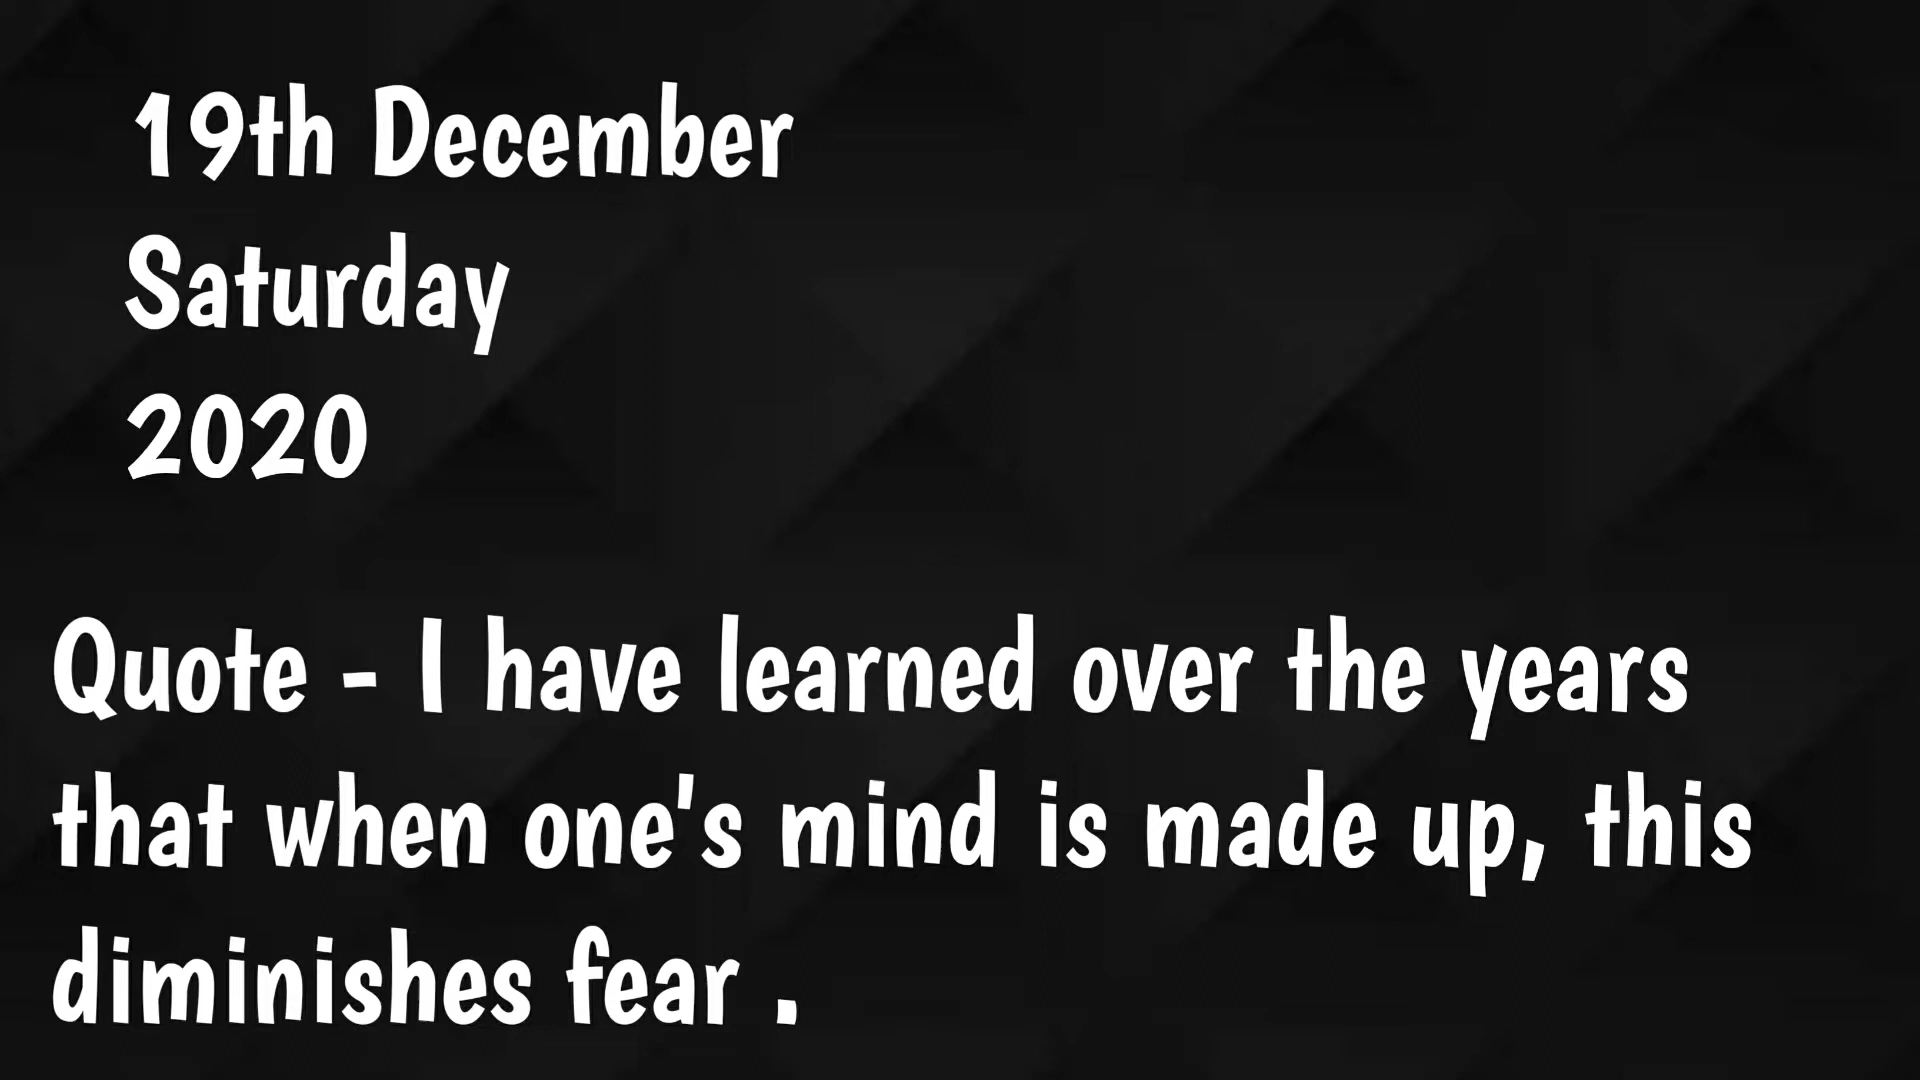 19th December
Saturday
2020
Quote - I have learned over the years
that when one's mind is made up, this
diminishes fear .